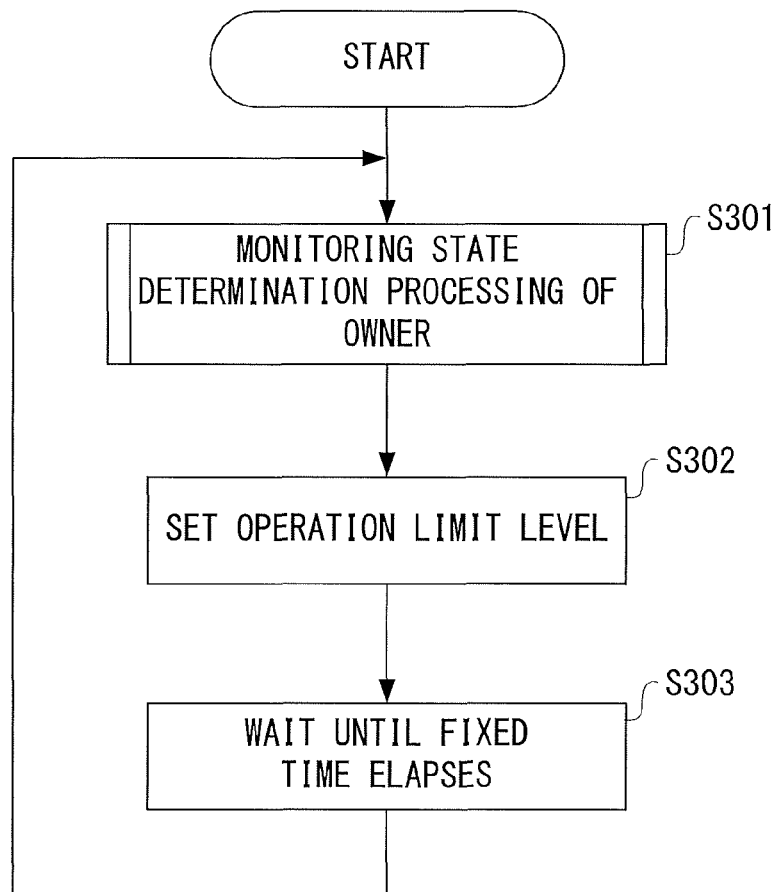 START
S301
MONITORING STATE
DETERMINATION PROCESSING OF
OWNER
S302
SET OPERATION LIMIT LEVEL
S303
WAIT UNTIL FIXED
TIME ELAPSES